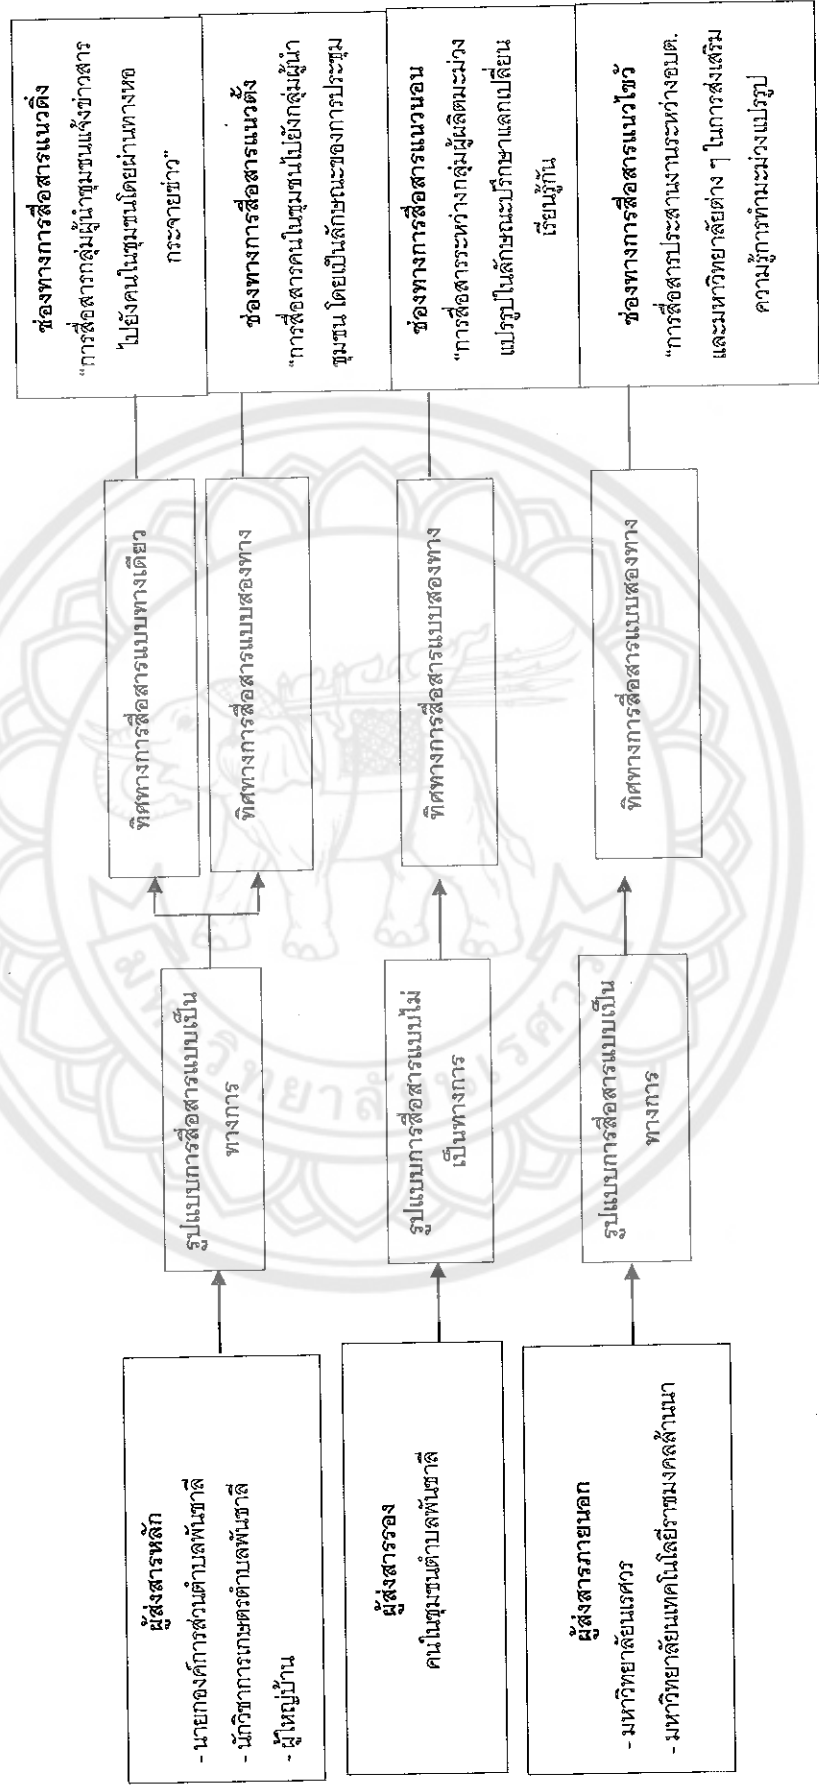 ผู้ส่งสารหลัก
- นายกองค์การส่วนตำบลพันชาลี
- นักวิชาการเกษตรตำบลพันชาลี
- ผู้ใหญ่บ้าน
รูปแบบการสื่อสารแบบเป็น
ทางการ
ทิศทางการสื่อสารแบบทางเดียว
ทิศทางการสื่อสารแบบสองทาง
ช่องทางการสื่อสารแนวดิ่ง
“การสื่อสารกลุ่มผู้นำชุมชนแจ้งข่าวสาร
ไปยังคนในชุมชนโดยผ่านทางหอ
กระจายข่าว”
ช่องทางการสื่อสารแนวตั้ง
“การสื่อสารคนในชุมชนไปยังกลุ่มผู้นำ
ชุมชน โดยเป็นลักษณะของการประชุม
ผู้ส่งสารรอง
คนในชุมชนตำบลพันชาลี
รูปแบบการสื่อสารแบบไม่
เป็นทางการ
ทิศทางการสื่อสารแบบสองทาง
ช่องทางการสื่อสารแนวนอน
“การสื่อสารระหว่างกลุ่มผู้ผลิตมะม่วง
แปรรูปในลักษณะปรึกษาแลกเปลี่ยน
เรียนรู้กัน
ผู้ส่งสารภายนอก
- มหาวิทยาลัยนเรศวร
- มหาวิทยาลัยเทคโนโลยีราชมงคลล้านนา
รูปแบบการสื่อสารแบบเป็น
ทางการ
ทิศทางการสื่อสารแบบสองทาง
ช่องทางการสื่อสารแนวไขว้
“การสื่อสารประสานงานระหว่างอบต.
และมหาวิทยาลัยต่าง ๆ ในการส่งเสริม
ความรู้การทำมะม่วงแปรรูป
มหาวิทยาลัยนเรศวร